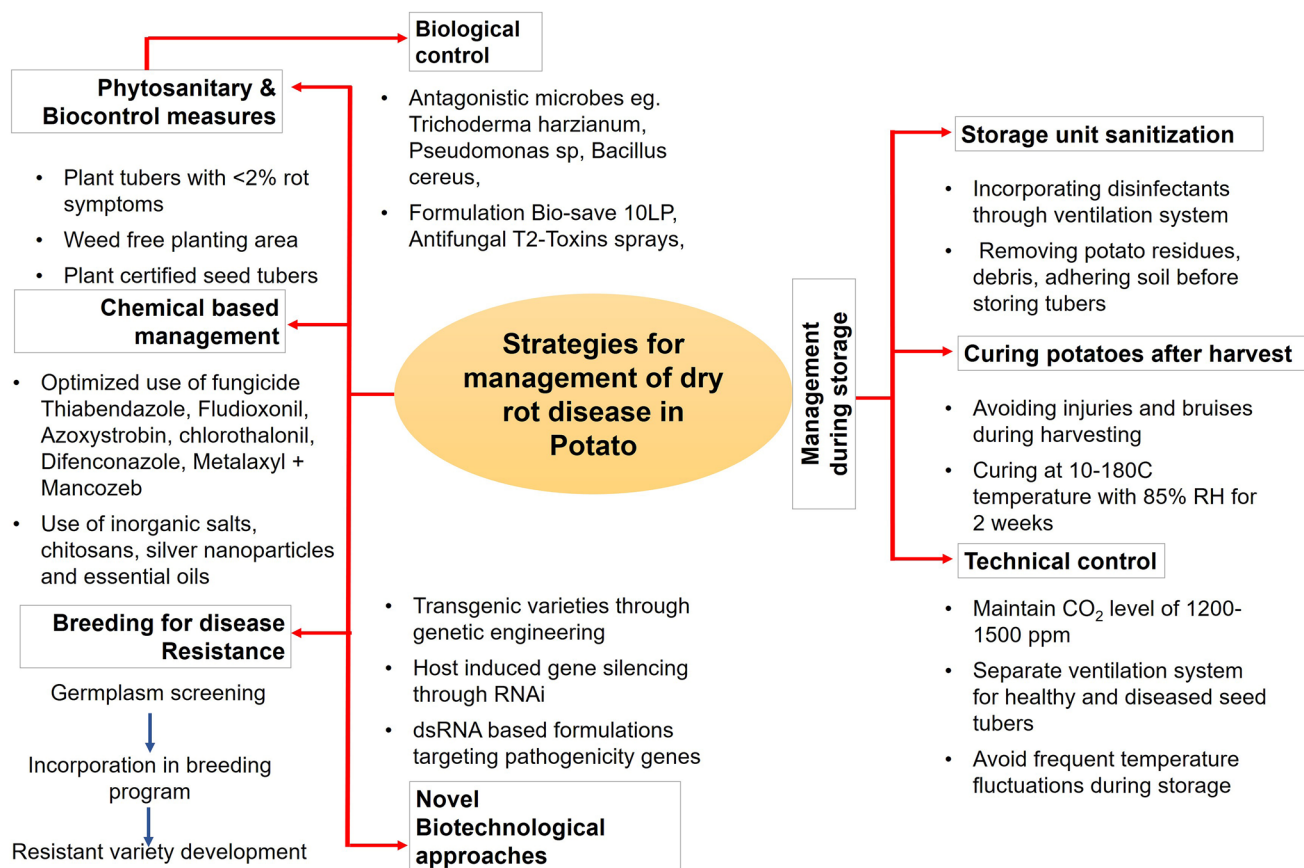 Biological
control
Phytosanitary &
Biocontrol measures
• Antagonistic microbes eg.
Trichoderma harzianum,
Pseudomonas sp, Bacillus
cereus,
• Formulation Bio-save 10LP,
Antifungal T2-Toxins sprays,
• Plant tubers with <2% rot
symptoms
• Weed free planting area
• Plant certified seed tubers
Chemical based
management
• Optimized use of fungicide
Thiabendazole, Fludioxonil,
Azoxystrobin, chlorothalonil,
Difenconazole, Metalaxyl +
Mancozeb
• Use of inorganic salts,
chitosans, silver nanoparticles
and essential oils
Breeding for disease
Resistance
Germplasm screening
Incorporation in breeding
program
Resistant variety development
Strategies for
management of dry
rot disease in
Potato
• Transgenic varieties through
genetic engineering
• Host induced gene silencing
through RNAi
• dsRNA based formulations
targeting pathogenicity genes
Novel
Biotechnological
approaches
Management
during storage
Storage unit sanitization
• Incorporating disinfectants
through ventilation system
• Removing potato residues,
debris, adhering soil before
storing tubers
Curing potatoes after harvest
• Avoiding injuries and bruises
during harvesting
• Curing at 10-180C
temperature with 85% RH for
2 weeks
Technical control
• Maintain CO₂ level of 1200-
1500 ppm
• Separate ventilation system
for healthy and diseased seed
tubers
• Avoid frequent temperature
fluctuations during storage